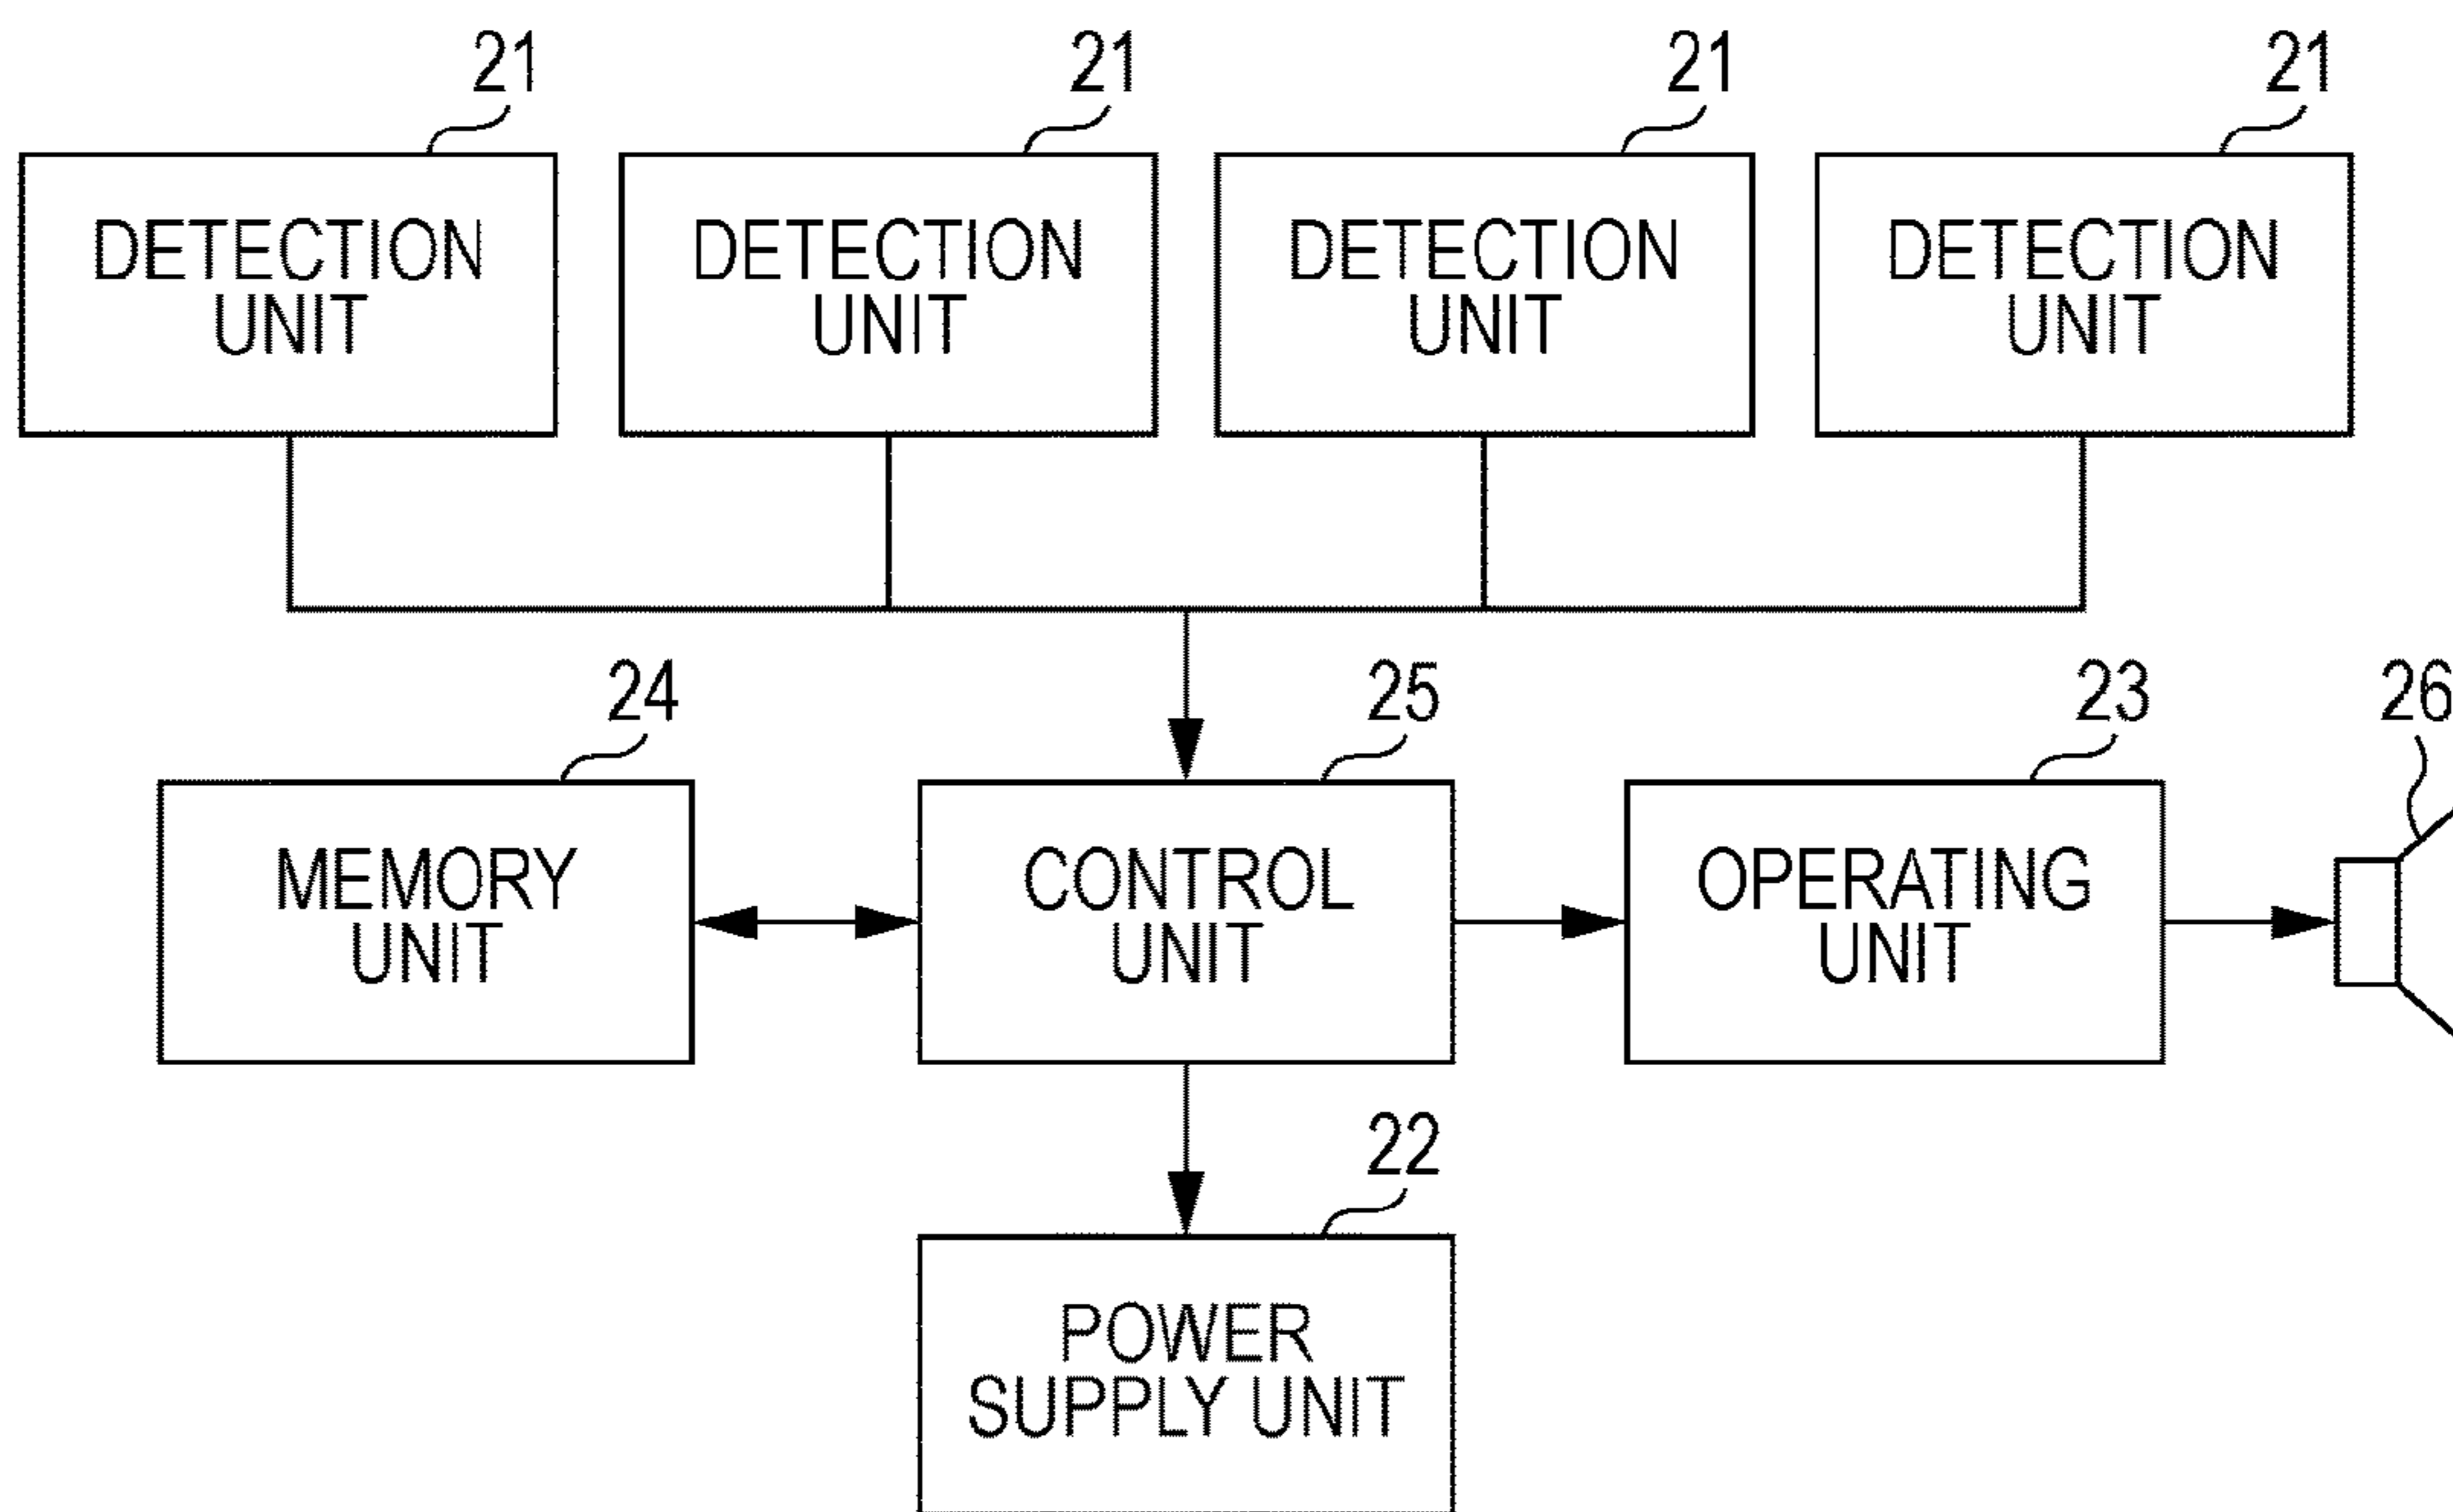 21 21 21 21
DETECTION DETECTION DETECTION DETECTION
UNIT UNIT UNIT UNIT
24 25 23 26
MEMORY CONTROL OPERATING
UNIT UNIT UNIT
22
POWER
SUPPLY UNIT